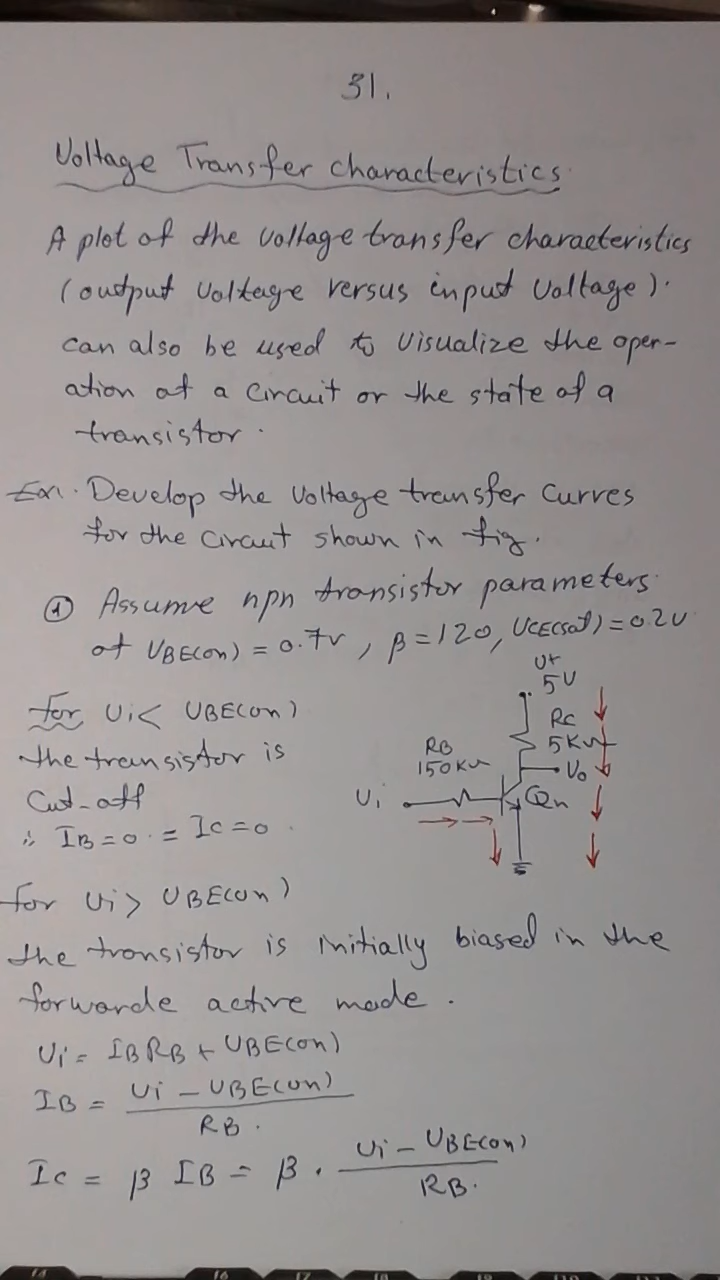 31.
Voltage Transfer characteristics
A plot of the voltage transfer characteristics
(output voltage versus input voltage).
can also be used to visualize the oper-
ation of a circuit or the state of a
transistor.
Ex. Develop the voltage transfer curves
for the circuit shown in fig.
① Assume npn transistor parameters
of VBE(on) = 0.7v, β = 120, VCE(sat) = 0.2V
V+
5V
RC
5KΩ
Vo
RB
150KΩ
Vi
Qn
for Vi < VBE(on)
the transistor is
Cut-off
∴ IB = 0 = IC = 0.
for Vi > VBE(on)
the transistor is initially biased in the
forwarde active mode.
Vi = IBRB + VBE(on)
IB = Vi - VBE(on) / RB.
IC = β IB = β . Vi - VBE(on) / RB.